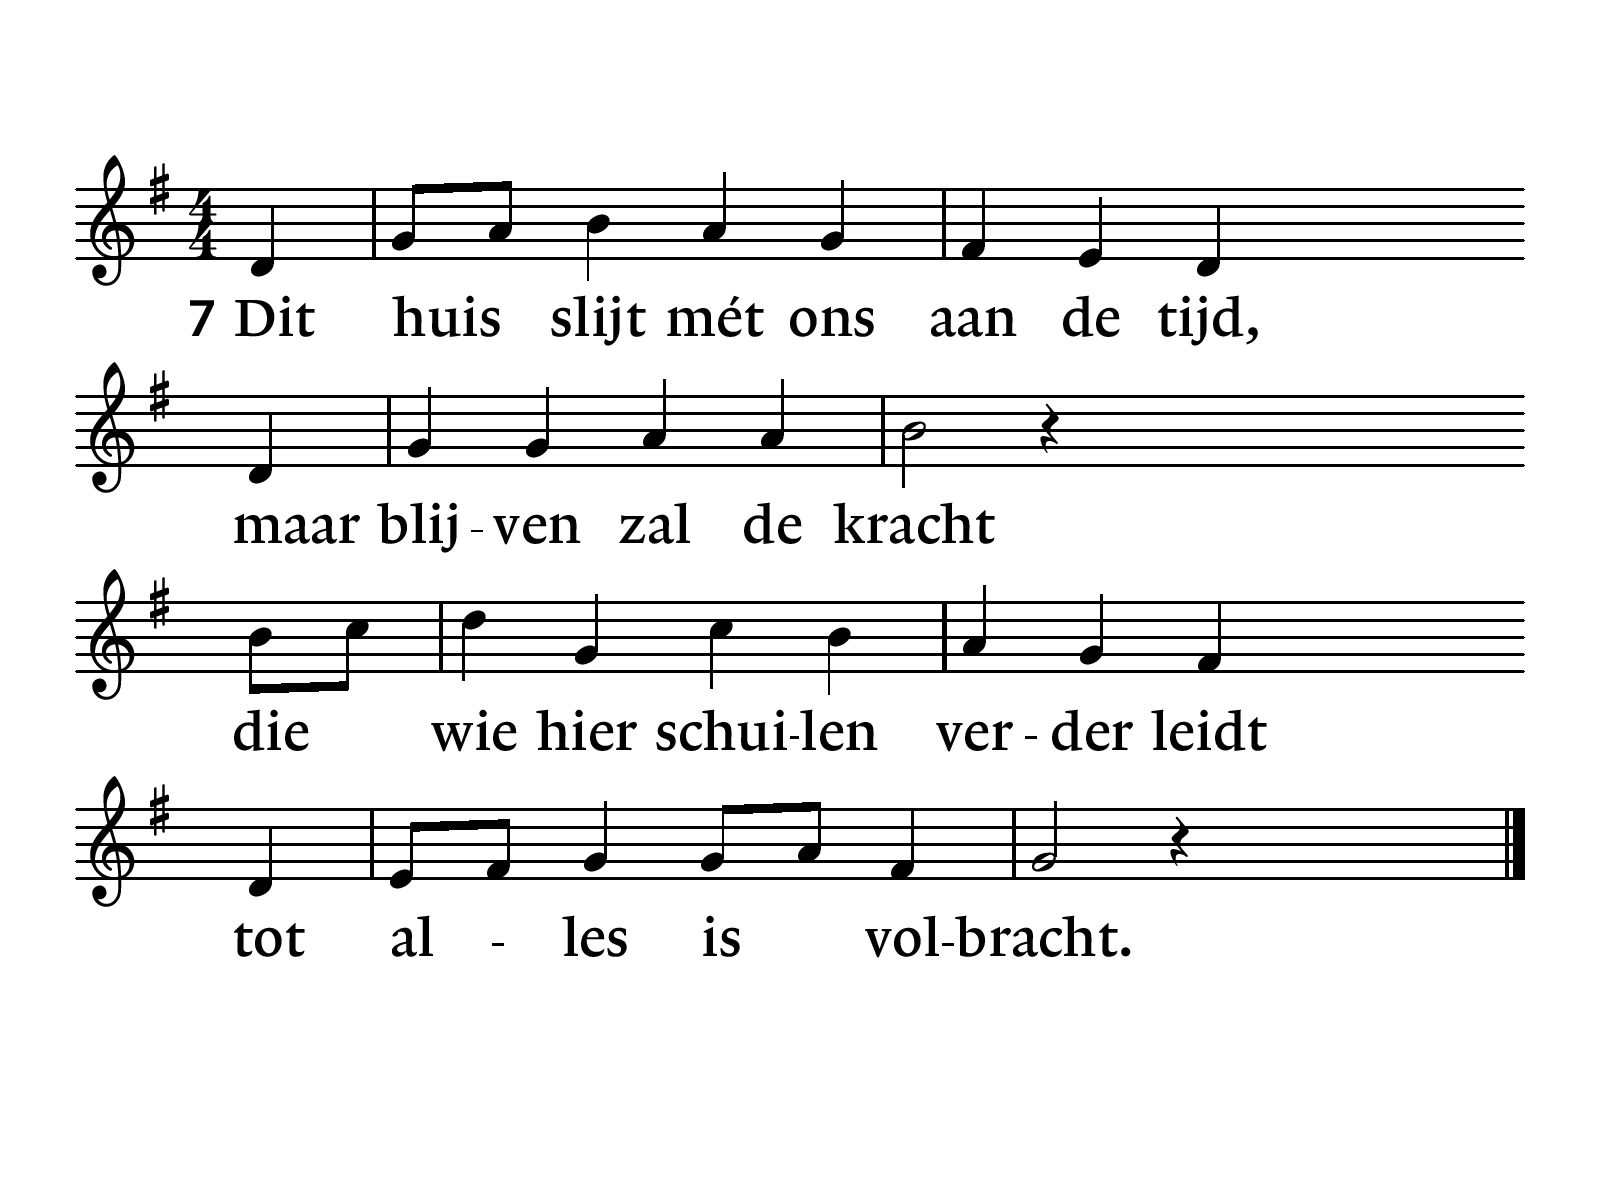 7 Dit huis slijt mét ons aan de tijd,
maar blij - ven zal de kracht
die wie hier schui-len ver - der leidt
tot al - les is vol-bracht.